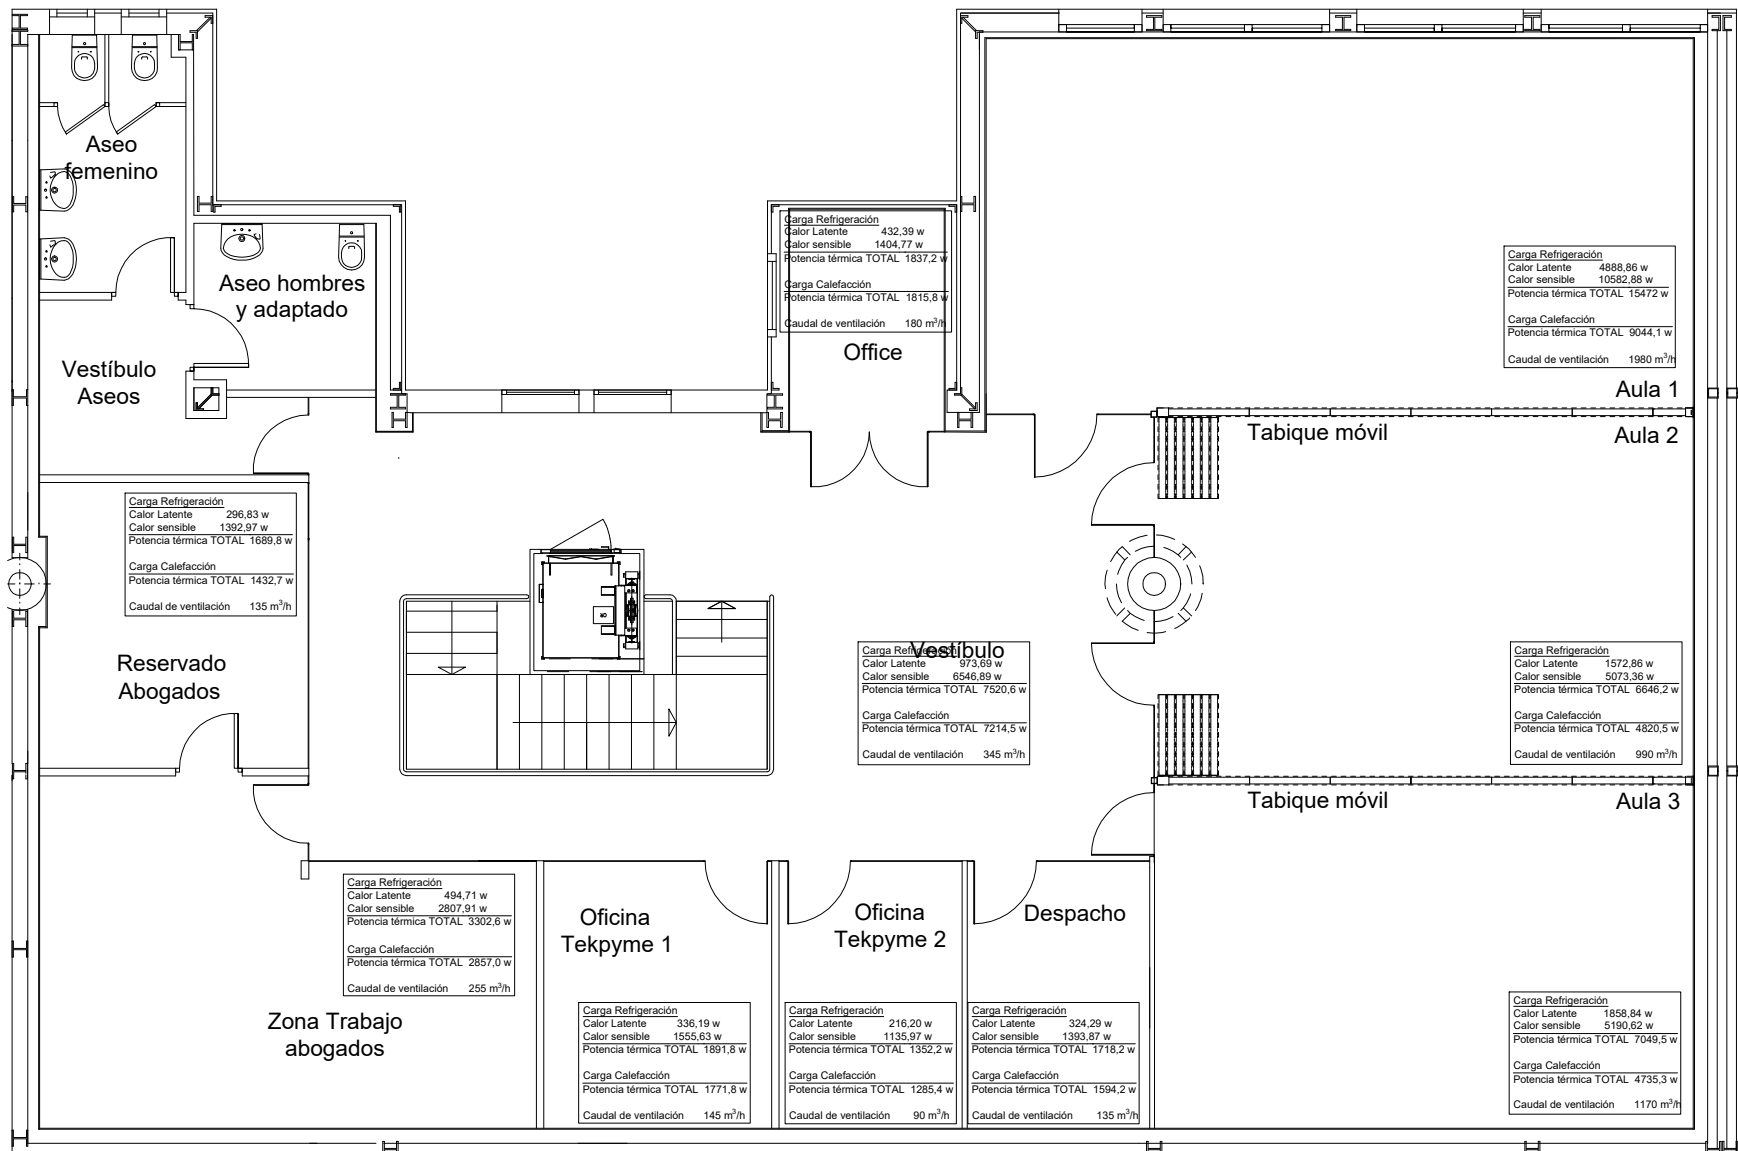 Aseo
femenino
Aseo hombres
y adaptado
Vestíbulo
Aseos
Carga Refrigeración
Calor Latente 432,39 w
Calor sensible 1404,77 w
Potencia térmica TOTAL 1837,2 w
Carga Calefacción
Potencia térmica TOTAL 1815,8 w
Caudal de ventilación 180 m³/h
Office
Carga Refrigeración
Calor Latente 4888,86 w
Calor sensible 10582,88 w
Potencia térmica TOTAL 15472 w
Carga Calefacción
Potencia térmica TOTAL 9044,1 w
Caudal de ventilación 1980 m³/h
Aula 1
Tabique móvil
Aula 2
Carga Refrigeración
Calor Latente 296,83 w
Calor sensible 1392,97 w
Potencia térmica TOTAL 1689,8 w
Carga Calefacción
Potencia térmica TOTAL 1432,7 w
Caudal de ventilación 135 m³/h
Reservado
Abogados
Vestíbulo
Carga Refrigeración
Calor Latente 973,69 w
Calor sensible 6546,89 w
Potencia térmica TOTAL 7520,6 w
Carga Calefacción
Potencia térmica TOTAL 7214,5 w
Caudal de ventilación 345 m³/h
Carga Refrigeración
Calor Latente 1572,86 w
Calor sensible 5073,36 w
Potencia térmica TOTAL 6646,2 w
Carga Calefacción
Potencia térmica TOTAL 4820,5 w
Caudal de ventilación 990 m³/h
Tabique móvil
Aula 3
Carga Refrigeración
Calor Latente 494,71 w
Calor sensible 2807,91 w
Potencia térmica TOTAL 3302,6 w
Carga Calefacción
Potencia térmica TOTAL 2857,0 w
Caudal de ventilación 255 m³/h
Zona Trabajo
abogados
Oficina
Tekpyme 1
Carga Refrigeración
Calor Latente 336,19 w
Calor sensible 1555,63 w
Potencia térmica TOTAL 1891,8 w
Carga Calefacción
Potencia térmica TOTAL 1771,8 w
Caudal de ventilación 145 m³/h
Oficina
Tekpyme 2
Carga Refrigeración
Calor Latente 216,20 w
Calor sensible 1135,97 w
Potencia térmica TOTAL 1352,2 w
Carga Calefacción
Potencia térmica TOTAL 1285,4 w
Caudal de ventilación 90 m³/h
Despacho
Carga Refrigeración
Calor Latente 324,29 w
Calor sensible 1393,87 w
Potencia térmica TOTAL 1718,2 w
Carga Calefacción
Potencia térmica TOTAL 1594,2 w
Caudal de ventilación 135 m³/h
Carga Refrigeración
Calor Latente 1858,84 w
Calor sensible 5190,62 w
Potencia térmica TOTAL 7049,5 w
Carga Calefacción
Potencia térmica TOTAL 4735,3 w
Caudal de ventilación 1170 m³/h